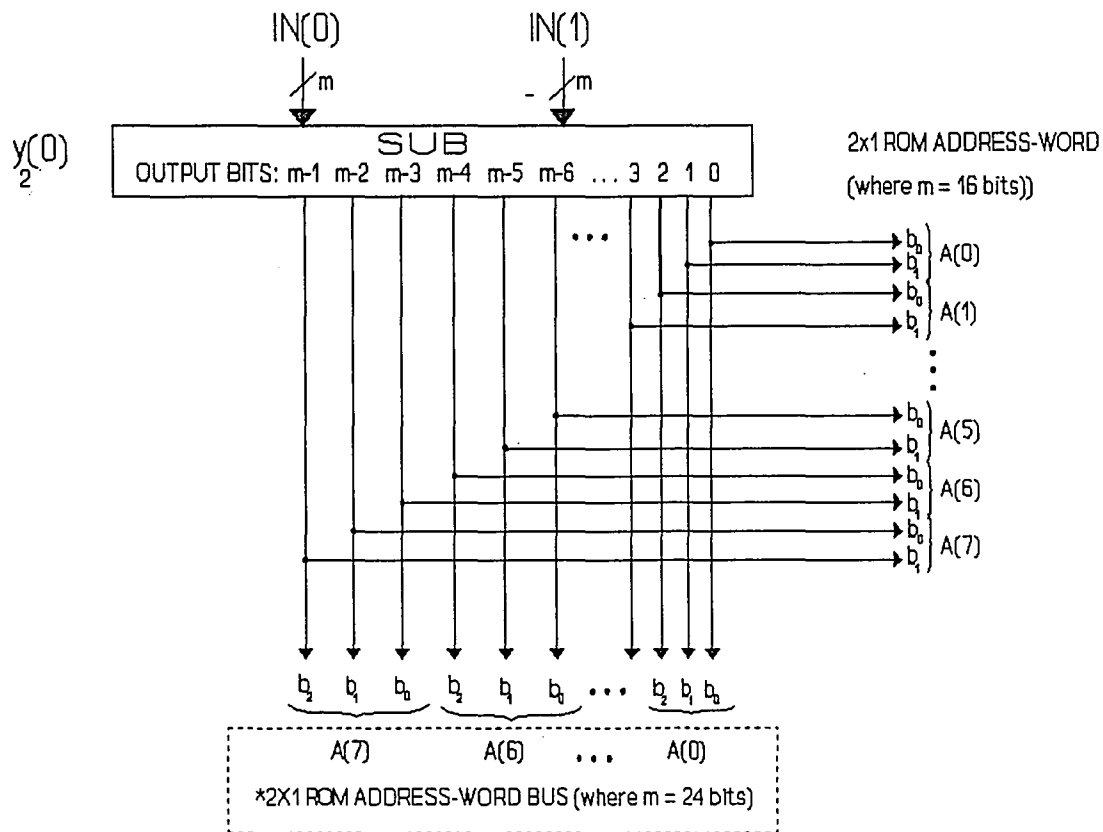 IN(0) IN(1)
m - m
y(0)
2
SUB
OUTPUT BITS: m-1 m-2 m-3 m-4 m-5 m-6 ... 3 2 1 0
2x1 ROM ADDRESS-WORD
(where m = 16 bits))
...
b0
b1
A(0)
b0
b1
A(1)
...
b0
b1
A(5)
b0
b1
A(6)
b0
b1
A(7)
b2 b1 b0 b2 b1 b0 ... b2 b1 b0
A(7) A(6) ... A(0)
*2X1 ROM ADDRESS-WORD BUS (where m = 24 bits)